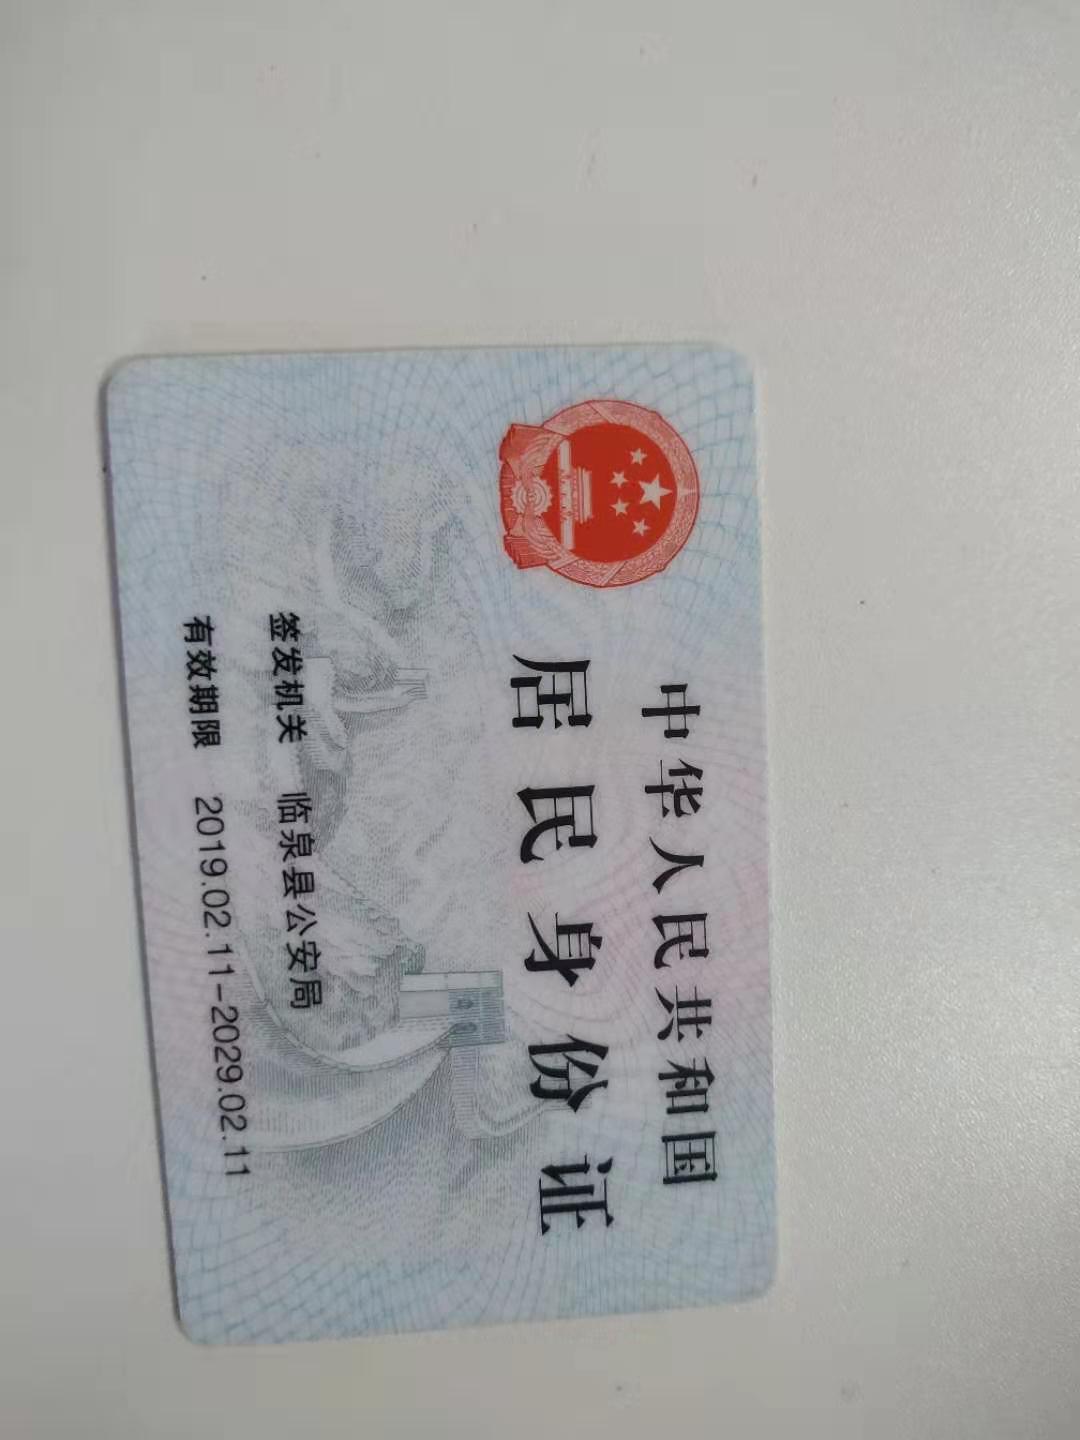 中华人民共和国
居民身份证
签发机关 临泉县公安局
有效期限 2019.02.11-2029.02.11